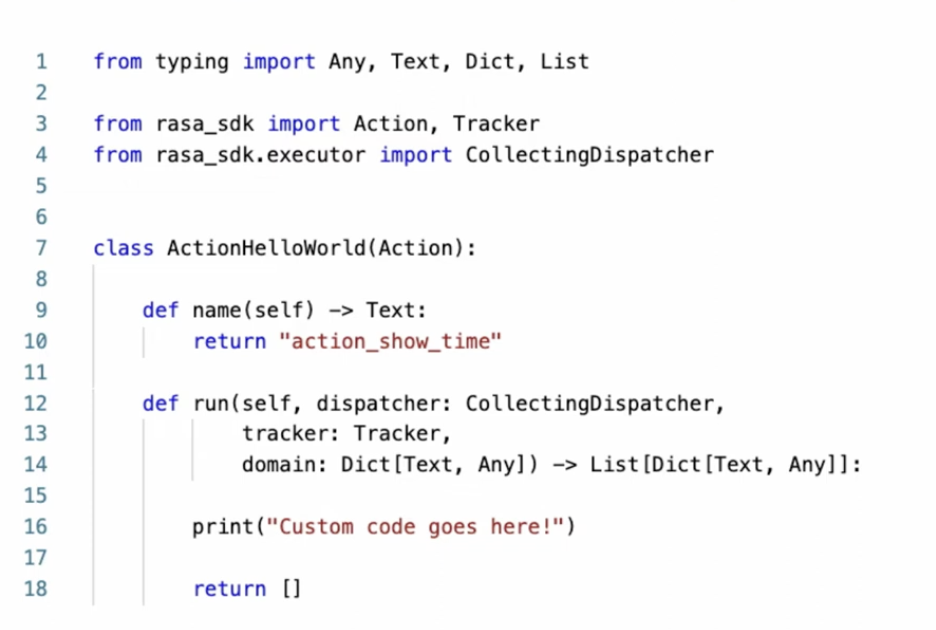 1 from typing import Any, Text, Dict, List
2
3 from rasa_sdk import Action, Tracker
4 from rasa_sdk.executor import CollectingDispatcher
5
6
7 class ActionHelloWorld(Action):
8
9     def name(self) -> Text:
10         return "action_show_time"
11
12     def run(self, dispatcher: CollectingDispatcher,
13             tracker: Tracker,
14             domain: Dict[Text, Any]) -> List[Dict[Text, Any]]:
15
16         print("Custom code goes here!")
17
18         return []